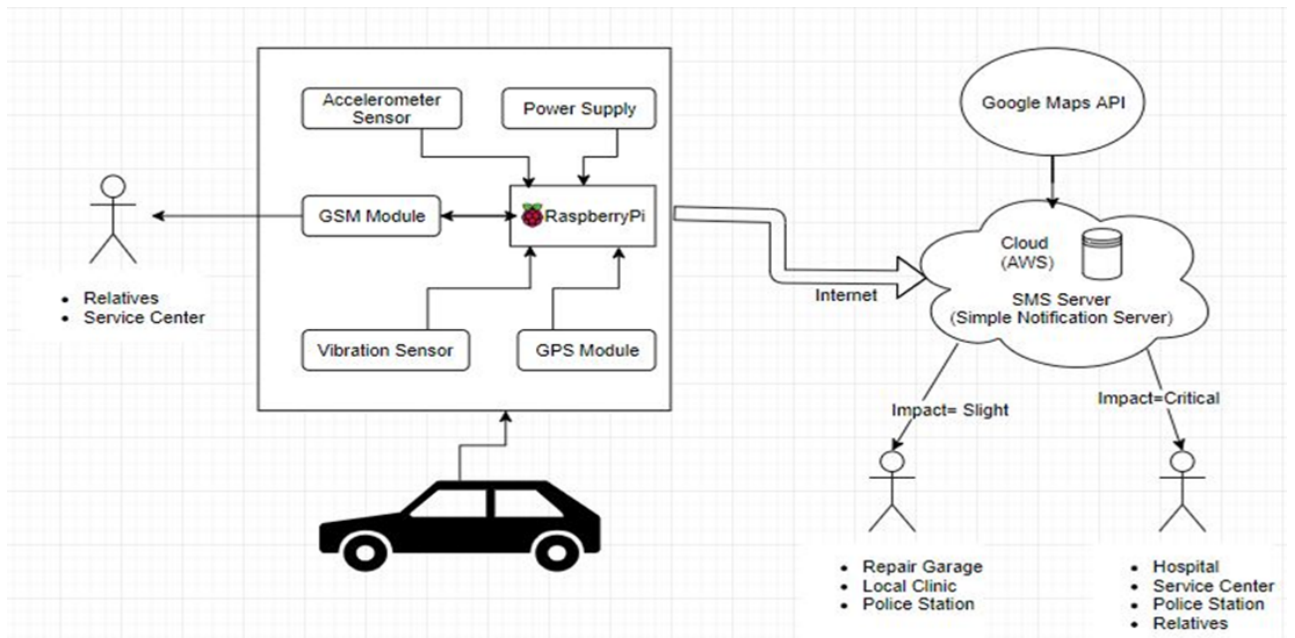 Accelerometer
Sensor
Power Supply
GSM Module
RaspberryPi
Vibration Sensor
GPS Module
• Relatives
• Service Center
Internet
Google Maps API
Cloud
(AWS)
SMS Server
(Simple Notification Server)
Impact= Slight
Impact=Critical
• Repair Garage
• Local Clinic
• Police Station
• Hospital
• Service Center
• Police Station
• Relatives